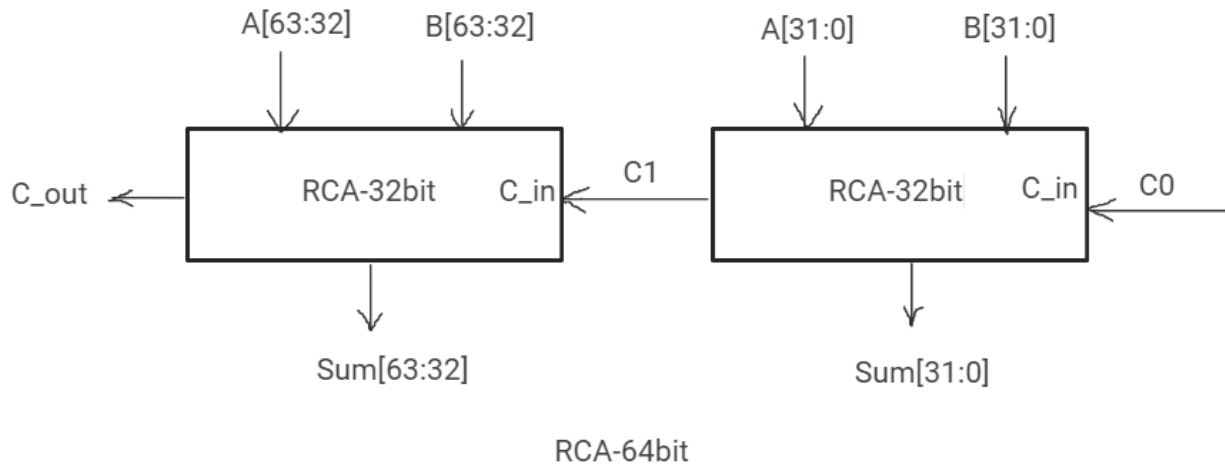 A[63:32] B[63:32] A[31:0] B[31:0]
C_out RCA-32bit C_in C1 RCA-32bit C_in C0
Sum[63:32] Sum[31:0]
RCA-64bit